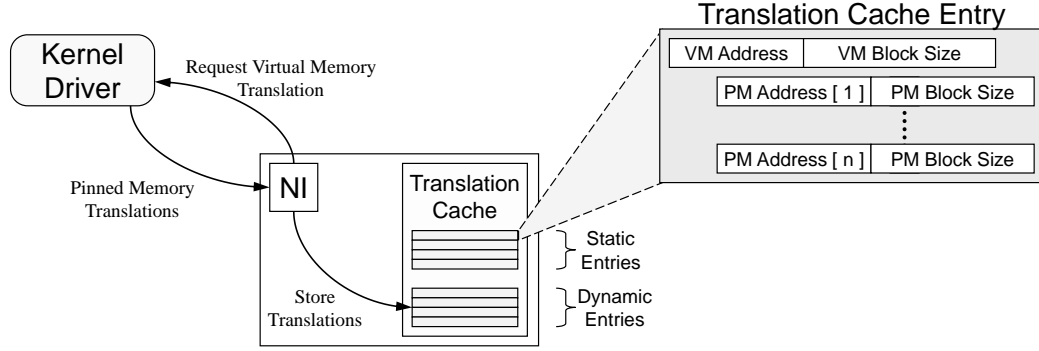 Translation Cache Entry
VM Address VM Block Size
PM Address [ 1 ] PM Block Size
PM Address [ n ] PM Block Size
Kernel
Driver
Request Virtual Memory
Translation
Pinned Memory
Translations
NI
Translation
Cache
Static
Entries
Dynamic
Entries
Store
Translations